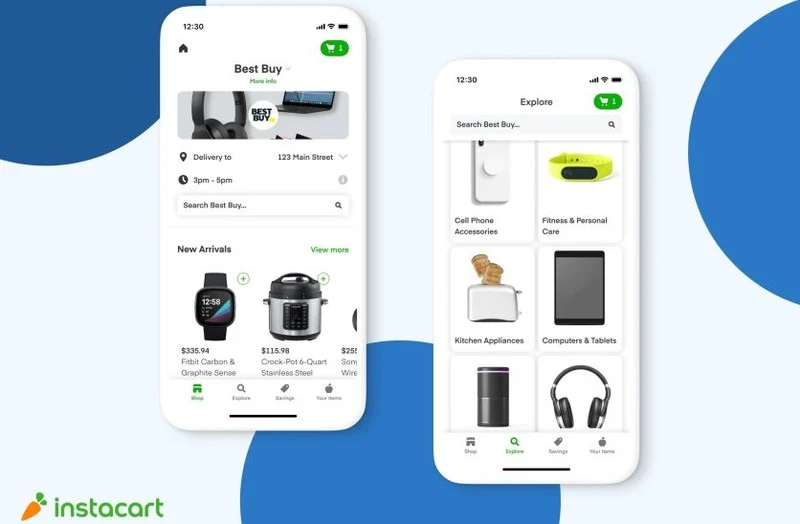 12:30
1
Best Buy
More info
BEST
BUY
Delivery to
123 Main Street
3pm - 5pm
Search Best Buy...
New Arrivals
View more
12:58
$335.94
Fitbit Carbon &
Graphite Sense
$115.98
Crock-Pot 6-Quart
Stainless Steel
$25
Son
Wire
Shop
Explore
Savings
Your Items
12:30
Explore
1
Search Best Buy...
Cell Phone
Accessories
Fitness & Personal
Care
Kitchen Appliances
Computers & Tablets
Shop
Explore
Savings
Your Items
instacart